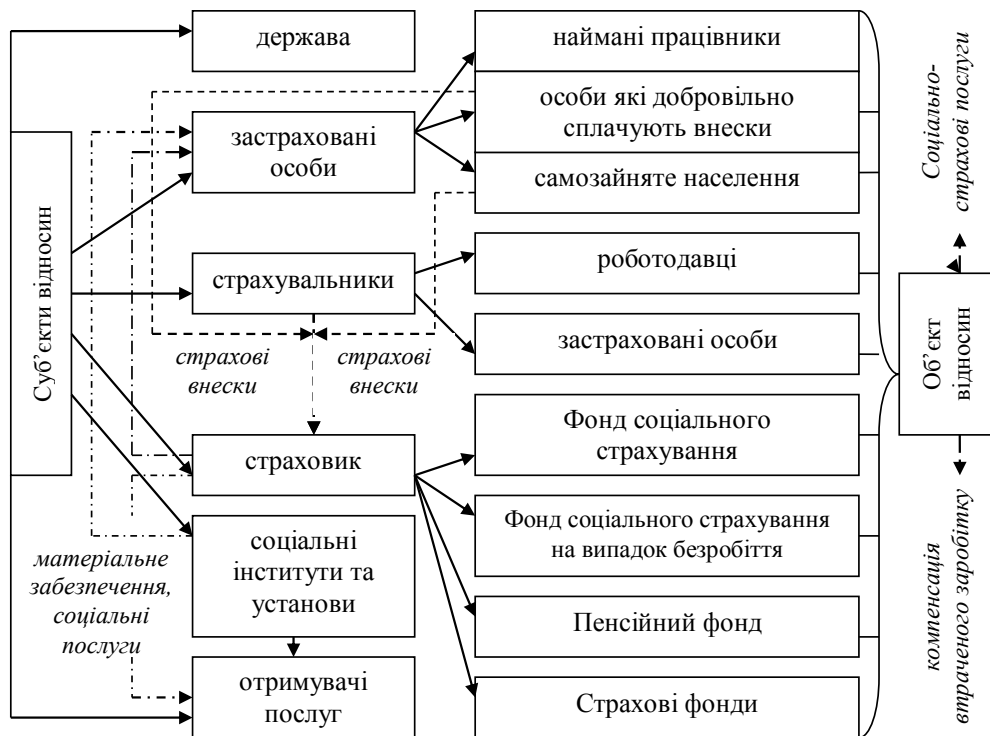 Суб’єкти відносин
держава
застраховані
особи
страхувальники
страхові
внески
страхові
внески
страховик
соціальні
інститути та
установи
отримувачі
послуг
матеріальне
забезпечення,
соціальні
послуги
наймані працівники
особи які добровільно
сплачують внески
самозайняте населення
роботодавці
застраховані особи
Фонд соціального
страхування
Фонд соціального страхування
на випадок безробіття
Пенсійний фонд
Страхові фонди
Соціально-
страхові послуги
Об’єкт
відносин
компенсація
втраченого заробітку